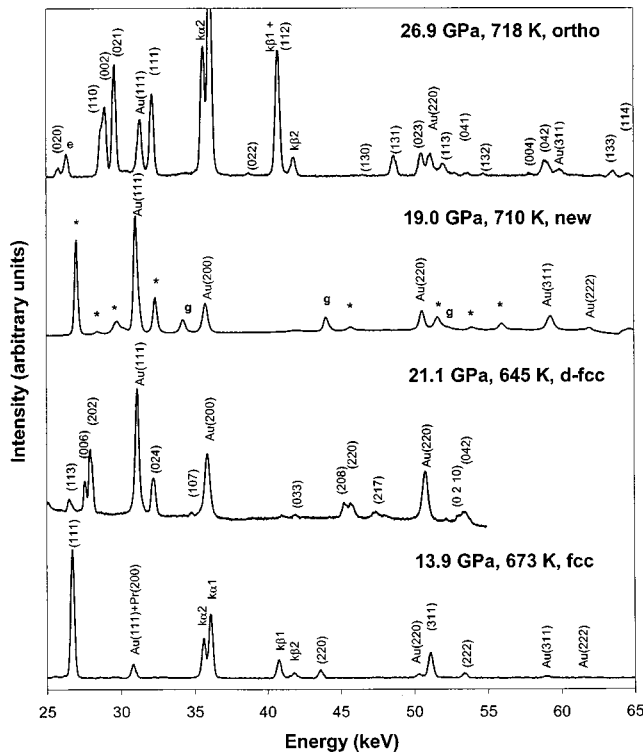 26.9 GPa, 718 K, ortho
(020)
e
(110)
(002)
(021)
Au(111)
(111)
kα2
(022)
kβ1 +
(112)
kβ2
(130)
(131)
(023)
Au(220)
(113)
(041)
(132)
(004)
(042)
Au(311)
(133)
(114)
19.0 GPa, 710 K, new
*
*
*
Au(111)
*
g
Au(200)
g
*
Au(220)
*
g
*
*
Au(311)
Au(222)
21.1 GPa, 645 K, d-fcc
(113)
(006)
(202)
Au(111)
(024)
(107)
Au(200)
(033)
(208)
(220)
(217)
Au(220)
(0 2 10)
(042)
13.9 GPa, 673 K, fcc
(111)
Au(111)+Pr(200)
kα2
kα1
kβ1
kβ2
(220)
Au(220)
(311)
(222)
Au(311)
Au(222)
Intensity (arbitrary units)
25 30 35 40 45 50 55 60 65
Energy (keV)